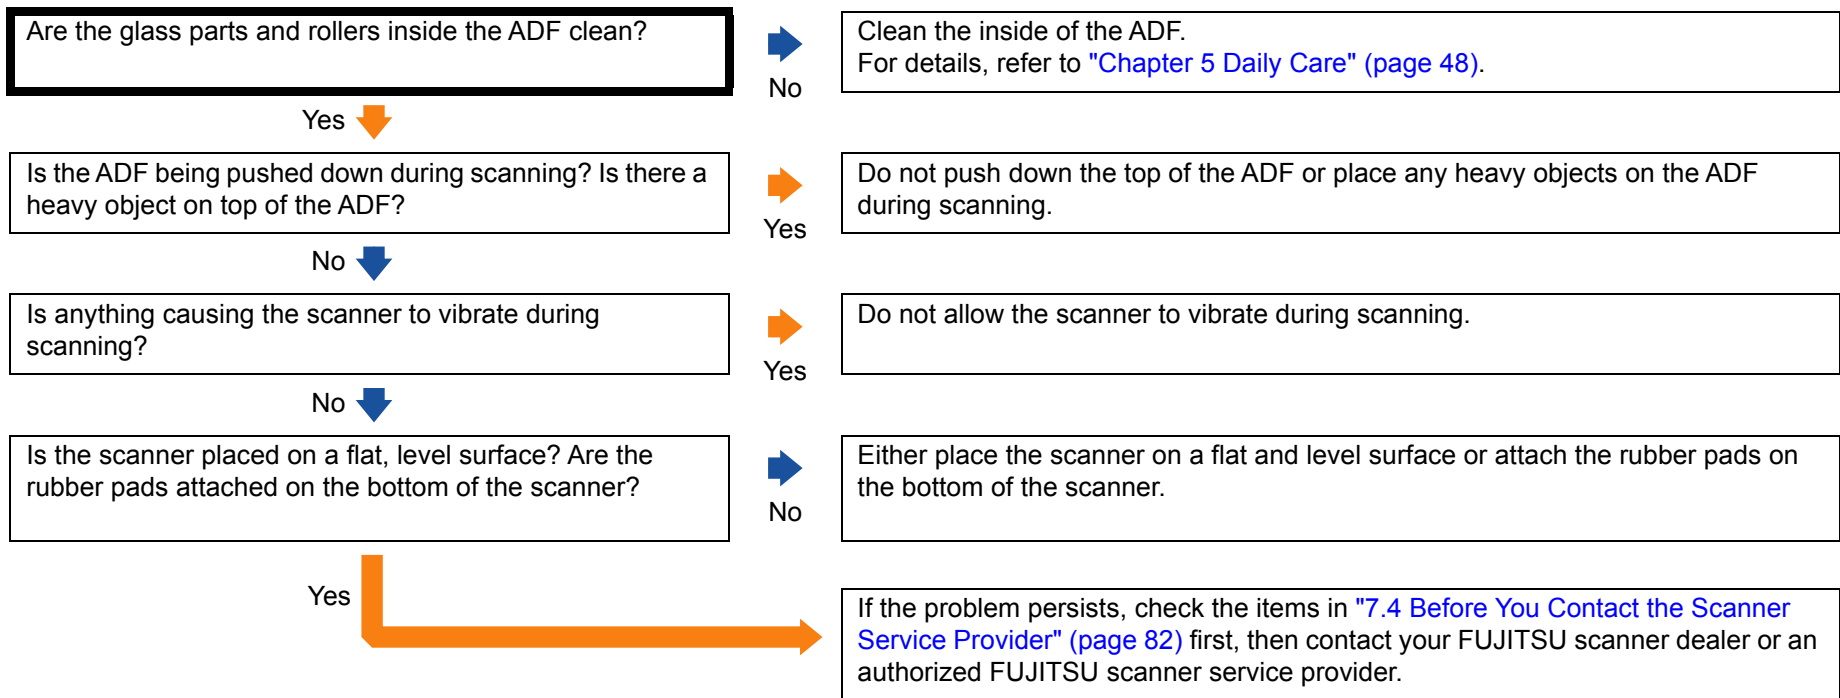 Are the glass parts and rollers inside the ADF clean?
No
Clean the inside of the ADF.
For details, refer to "Chapter 5 Daily Care" (page 48).
Yes
Is the ADF being pushed down during scanning? Is there a
heavy object on top of the ADF?
Yes
Do not push down the top of the ADF or place any heavy objects on the ADF
during scanning.
No
Is anything causing the scanner to vibrate during
scanning?
Yes
Do not allow the scanner to vibrate during scanning.
No
Is the scanner placed on a flat, level surface? Are the
rubber pads attached on the bottom of the scanner?
No
Either place the scanner on a flat and level surface or attach the rubber pads on
the bottom of the scanner.
Yes
If the problem persists, check the items in "7.4 Before You Contact the Scanner
Service Provider" (page 82) first, then contact your FUJITSU scanner dealer or an
authorized FUJITSU scanner service provider.